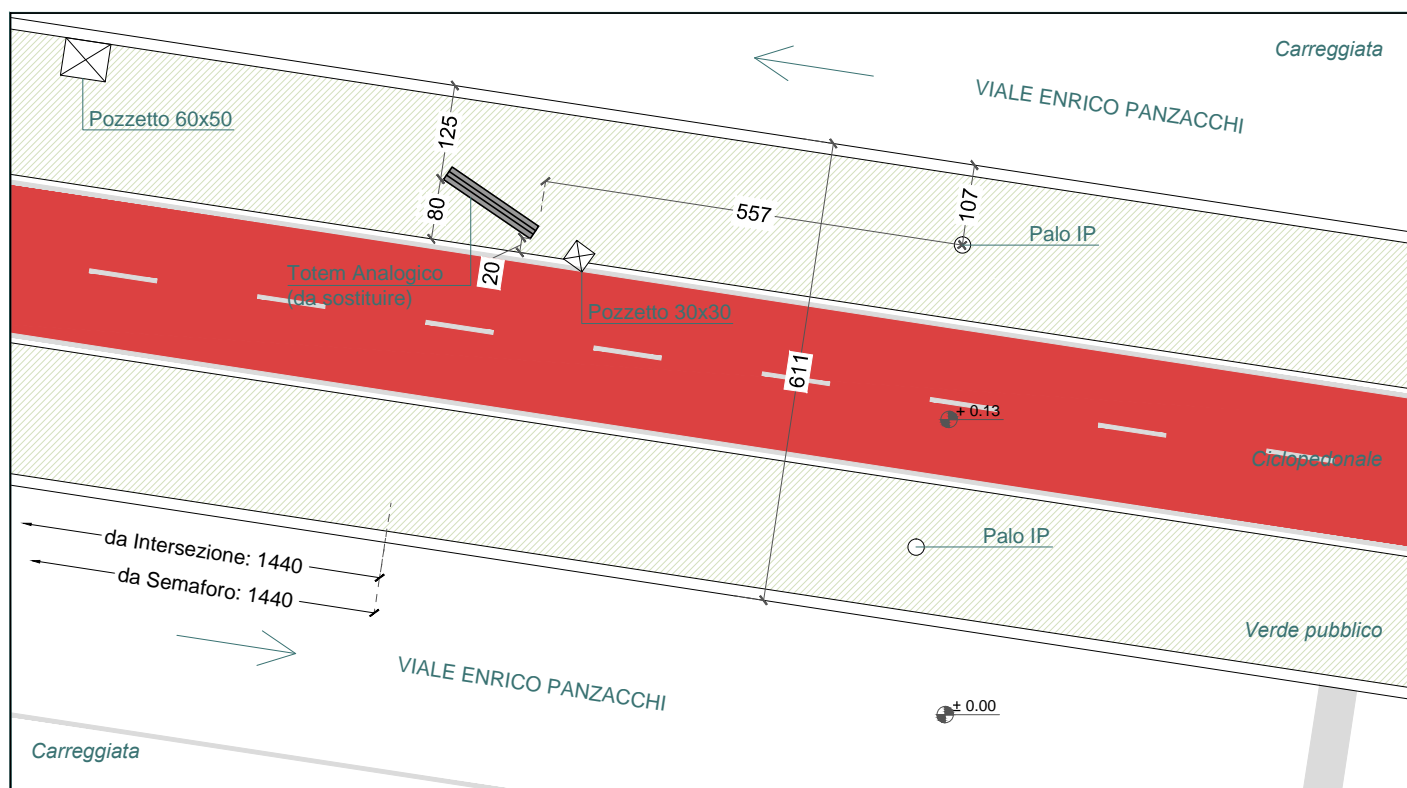 Carreggiata
VIALE ENRICO PANZACCHI
Pozzetto 60x50
125
80
557
107
Palo IP
20
Totem Analogico
(da sostituire)
Pozzetto 30x30
611
+ 0.13
Ciclopedonale
da Intersezione: 1440
da Semaforo: 1440
Palo IP
Verde pubblico
VIALE ENRICO PANZACCHI
± 0.00
Carreggiata